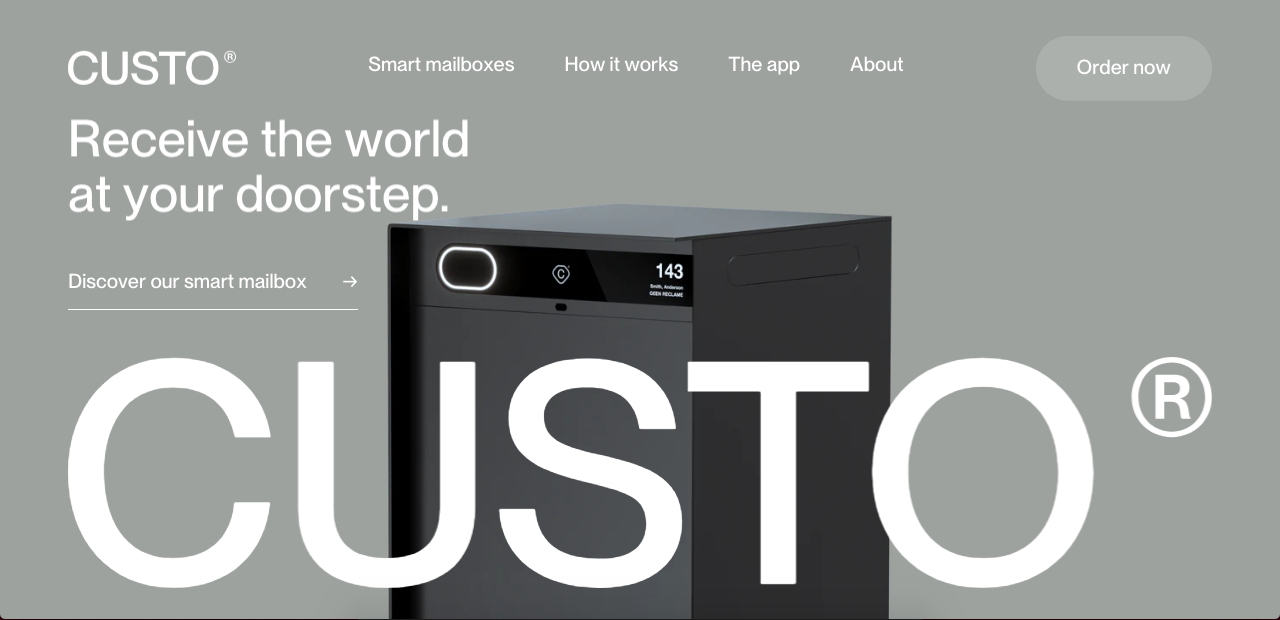 CUSTO®
Smart mailboxes
How it works
The app
About
Order now
Receive the world
at your doorstep.
Discover our smart mailbox →
C
143
Smith, Anderson
GEEN RECLAME
CUSTO®